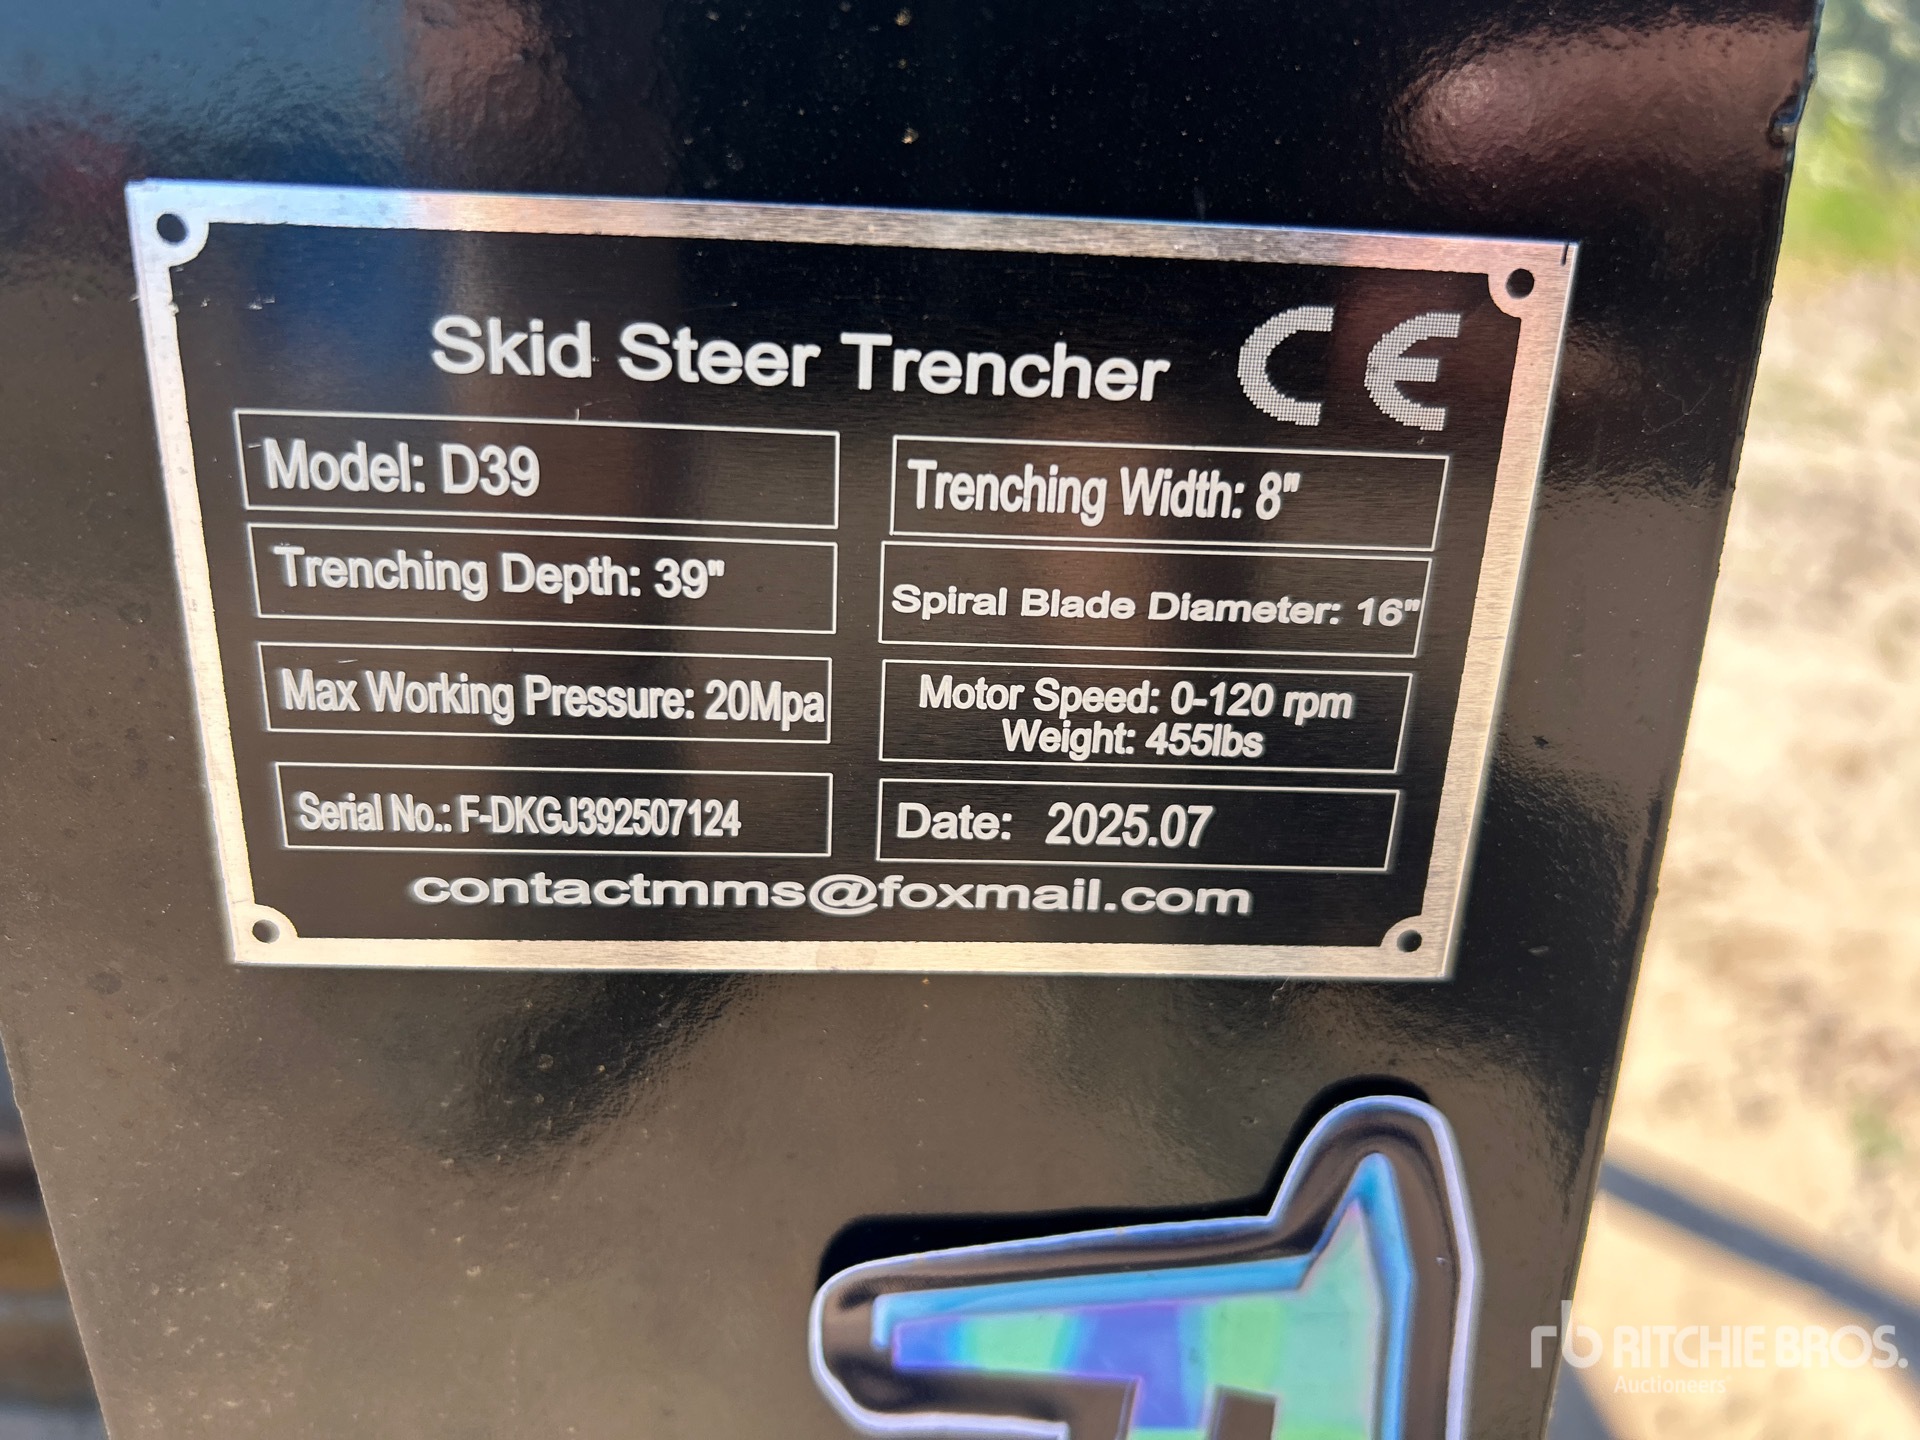 Skid Steer Trencher CE
Model: D39
Trenching Width: 8"
Trenching Depth: 39"
Spiral Blade Diameter: 16"
Max Working Pressure: 20Mpa
Motor Speed: 0-120 rpm
Weight: 455lbs
Serial No.: F-DKGJ392507124
Date: 2025.07
contactmms@foxmail.com
rb RITCHIE BROS.
Auctioneers